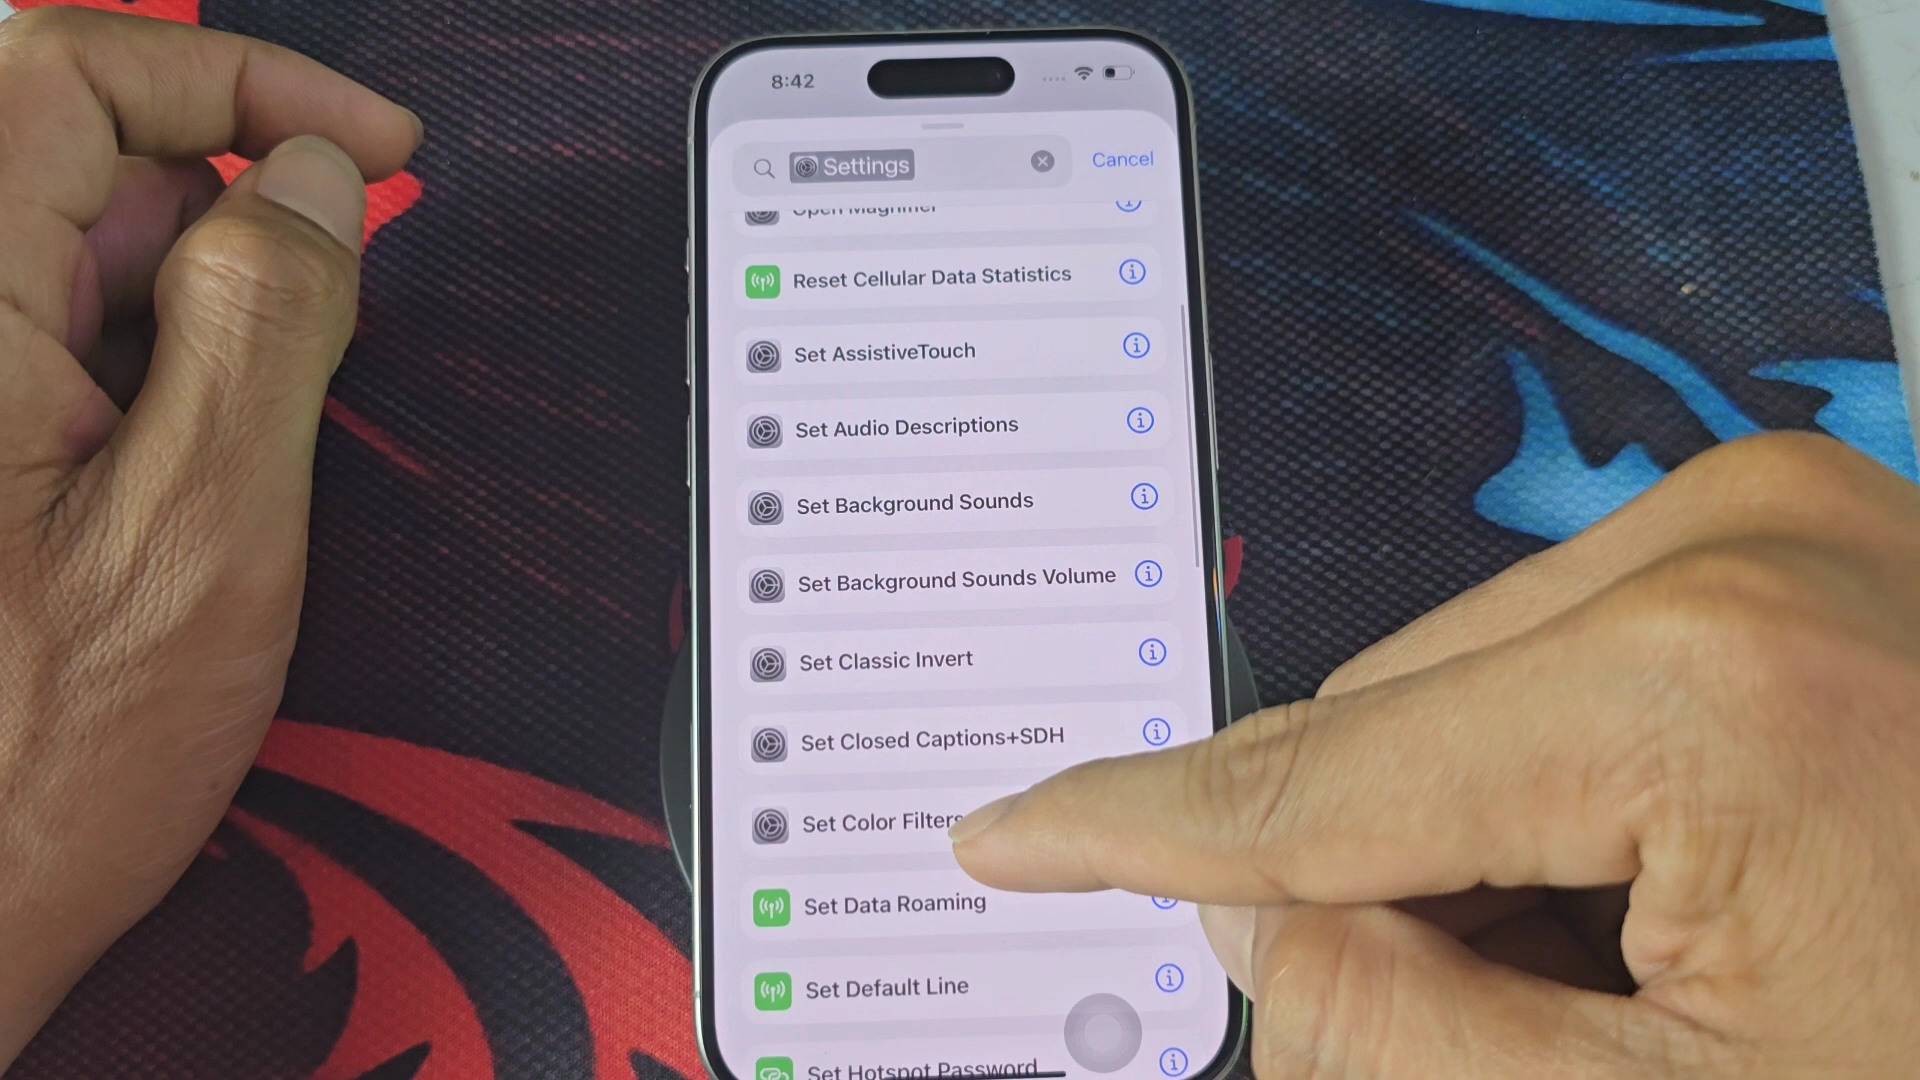 8:42
Settings
Cancel
Open Magnifier
Reset Cellular Data Statistics
Set AssistiveTouch
Set Audio Descriptions
Set Background Sounds
Set Background Sounds Volume
Set Classic Invert
Set Closed Captions+SDH
Set Color Filters
Set Data Roaming
Set Default Line
Set Hotspot Password